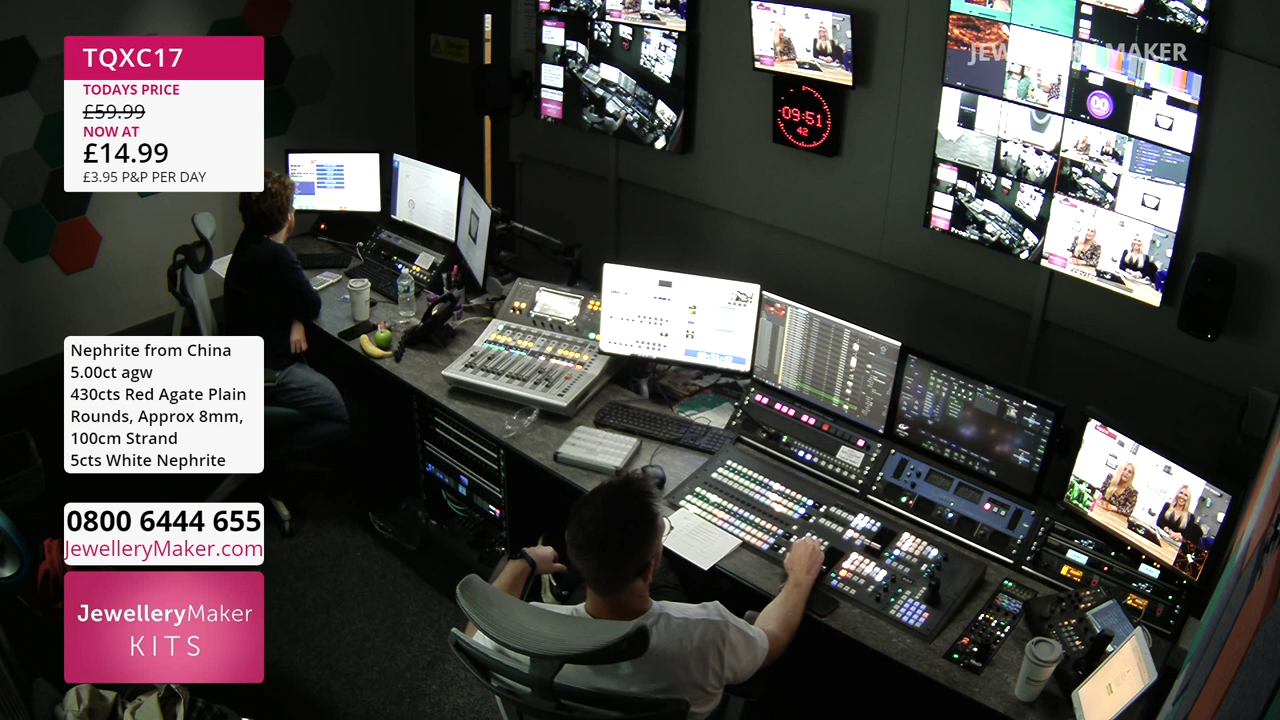 TQXC17
TODAYS PRICE
£59.99
NOW AT
£14.99
£3.95 P&P PER DAY
JEWELLERYMAKER
09:51
42
00
Nephrite from China
5.00ct agw
430cts Red Agate Plain
Rounds, Approx 8mm,
100cm Strand
5cts White Nephrite
0800 6444 655
JewelleryMaker.com
JewelleryMaker
KITS